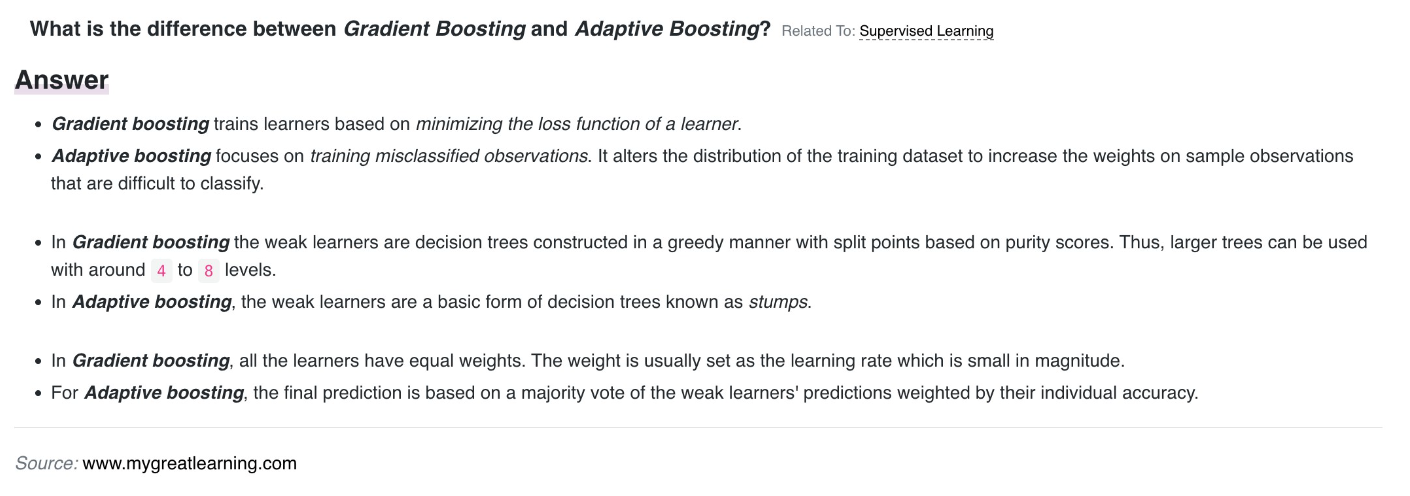 What is the difference between Gradient Boosting and Adaptive Boosting? Related To: Supervised Learning
Answer
• Gradient boosting trains learners based on minimizing the loss function of a learner.
• Adaptive boosting focuses on training misclassified observations. It alters the distribution of the training dataset to increase the weights on sample observations
that are difficult to classify.
• In Gradient boosting the weak learners are decision trees constructed in a greedy manner with split points based on purity scores. Thus, larger trees can be used
with around 4 to 8 levels.
• In Adaptive boosting, the weak learners are a basic form of decision trees known as stumps.
• In Gradient boosting, all the learners have equal weights. The weight is usually set as the learning rate which is small in magnitude.
• For Adaptive boosting, the final prediction is based on a majority vote of the weak learners' predictions weighted by their individual accuracy.
Source: www.mygreatlearning.com